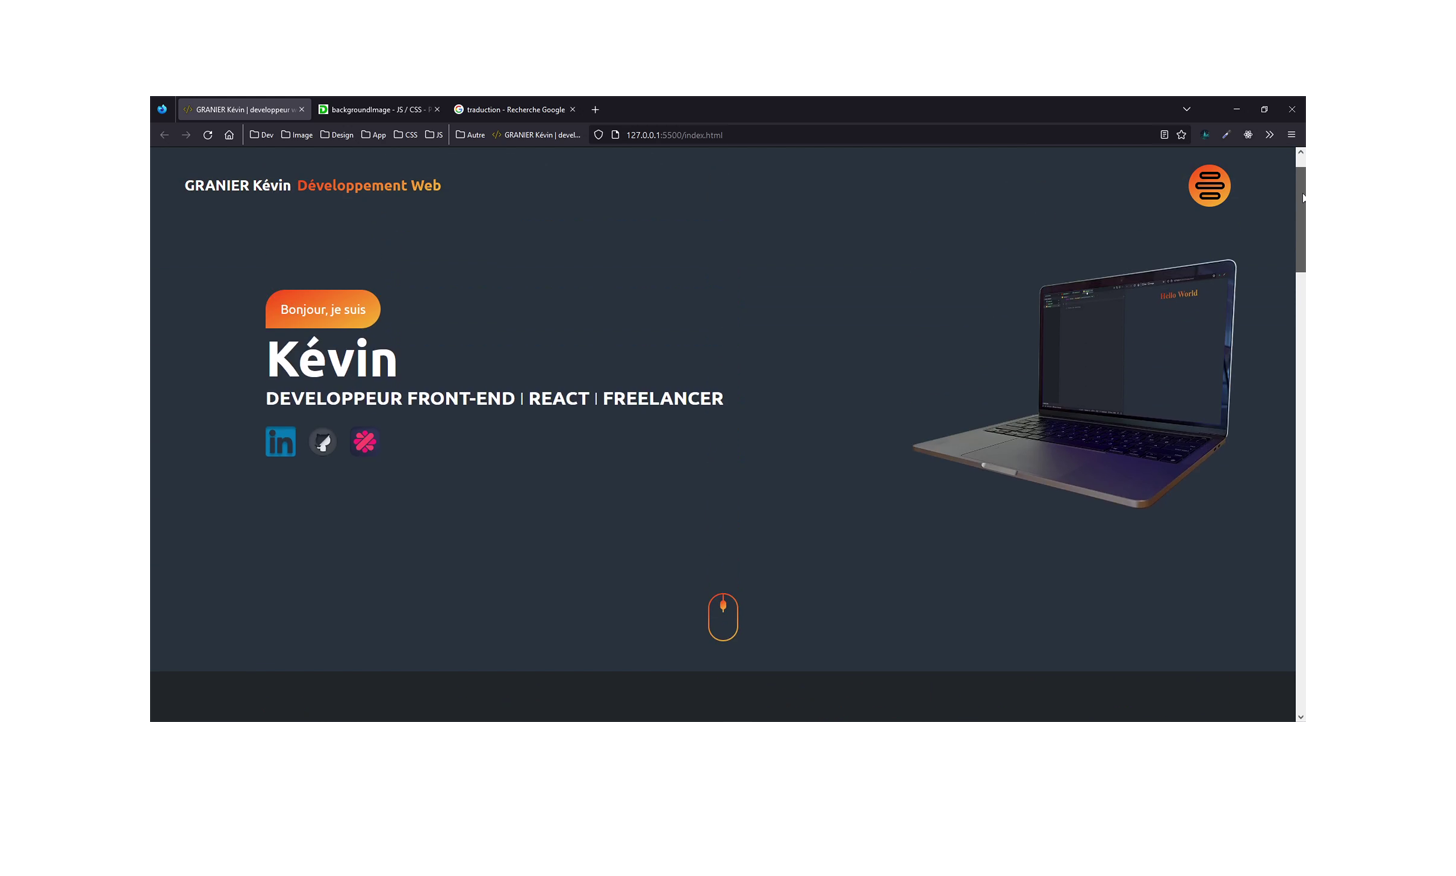 GRANIER Kévin | developpeur w
backgroundImage - JS / CSS - P
traduction - Recherche Google
Dev
Image
Design
App
CSS
JS
Autre
GRANIER Kévin | devel...
127.0.0.1:5500/index.html
GRANIER Kévin Développement Web
Hello World
Bonjour, je suis
Kévin
DEVELOPPEUR FRONT-END | REACT | FREELANCER
in